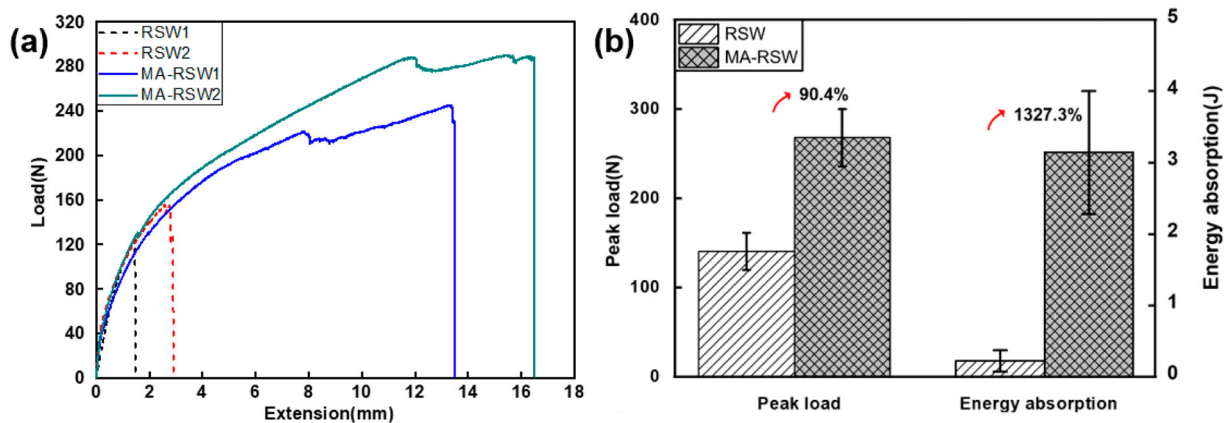 (a)
RSW1
RSW2
MA-RSW1
MA-RSW2
320
280
240
200
160
120
80
40
0
Load(N)
0 2 4 6 8 10 12 14 16 18
Extension(mm)
(b)
RSW
MA-RSW
400
300
200
100
0
Peak load(N)
90.4%
1327.3%
5
4
3
2
1
0
Energy absorption(J)
Peak load
Energy absorption